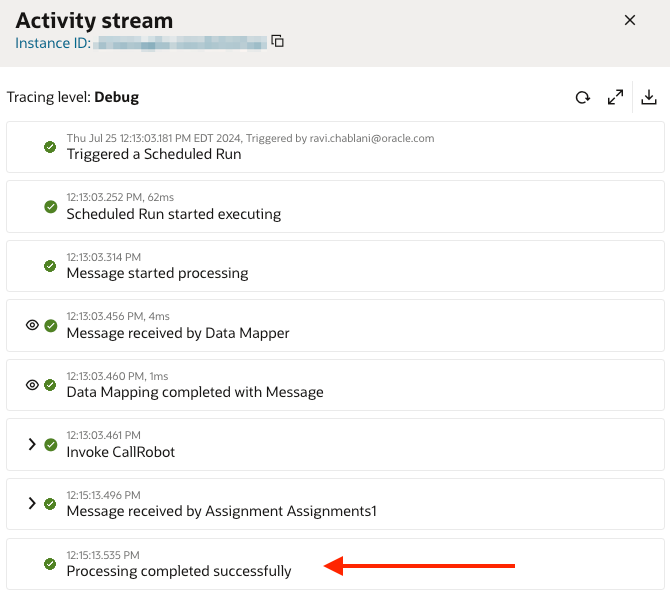 Activity stream
Instance ID:
Tracing level: Debug
Thu Jul 25 12:13:03.181 PM EDT 2024, Triggered by ravi.chablani@oracle.com
Triggered a Scheduled Run
12:13:03.252 PM, 62ms
Scheduled Run started executing
12:13:03.314 PM
Message started processing
12:13:03.456 PM, 4ms
Message received by Data Mapper
12:13:03.460 PM, 1ms
Data Mapping completed with Message
12:13:03.461 PM
Invoke CallRobot
12:15:13.496 PM
Message received by Assignment Assignments1
12:15:13.535 PM
Processing completed successfully